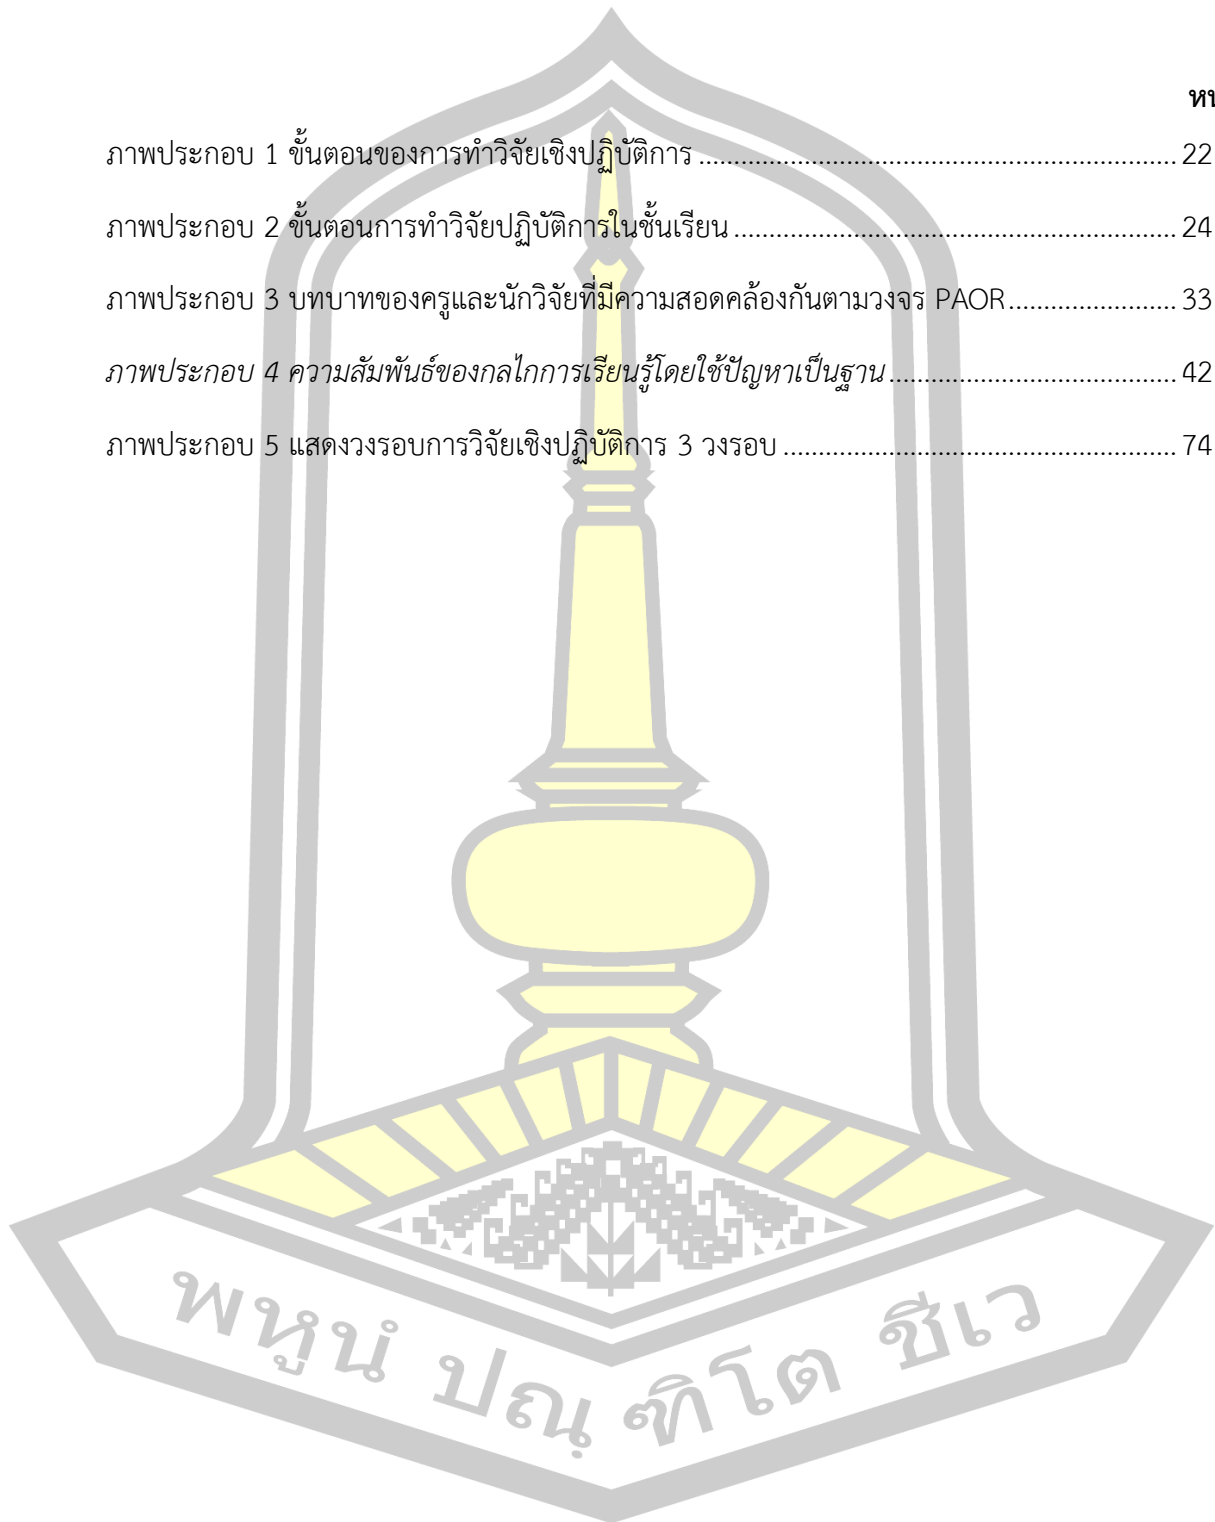 ภาพประกอบ 1 ขั้นตอนของการทำวิจัยเชิงปฏิบัติการ ........................................................................................ 22
ภาพประกอบ 2 ขั้นตอนการทำวิจัยปฏิบัติการในชั้นเรียน ................................................................................. 24
ภาพประกอบ 3 บทบาทของครูและนักวิจัยที่มีความสอดคล้องกันตามวงจร PAOR............................... 33
ภาพประกอบ 4 ความสัมพันธ์ของกลไกการเรียนรู้โดยใช้ปัญหาเป็นฐาน ..................................................... 42
ภาพประกอบ 5 แสดงวงรอบการวิจัยเชิงปฏิบัติการ 3 วงรอบ ........................................................................ 74
พหูนํ ปณฺ ฑิโต ชีเว